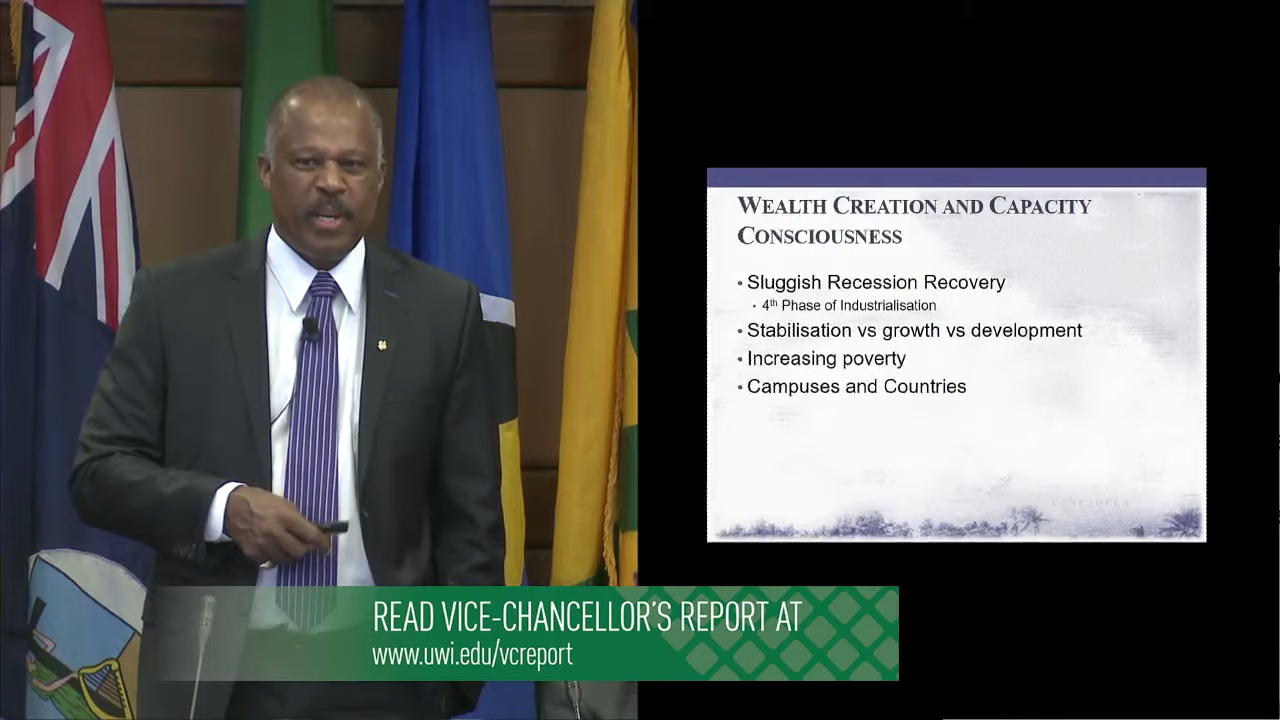 WEALTH CREATION AND CAPACITY
CONSCIOUSNESS
• Sluggish Recession Recovery
• 4th Phase of Industrialisation
• Stabilisation vs growth vs development
• Increasing poverty
• Campuses and Countries
VENEZUELA
READ VICE-CHANCELLOR'S REPORT AT
www.uwi.edu/vcreport